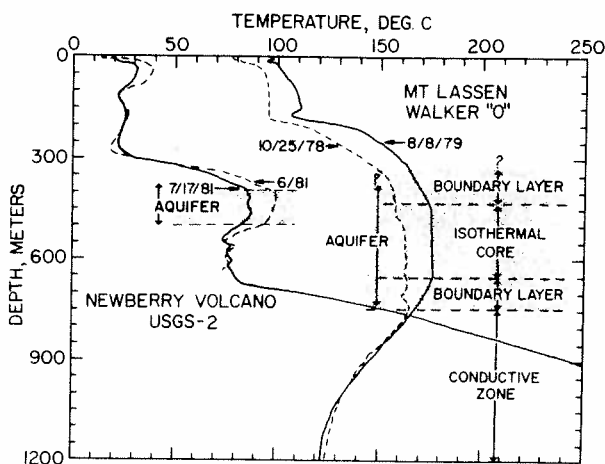 TEMPERATURE, DEG. C
0 50 100 150 200 250
0
300
600
900
1200
DEPTH, METERS
MT LASSEN
WALKER "O"
10/25/78
8/8/79
7/17/81
6/81
AQUIFER
?
AQUIFER
?
BOUNDARY LAYER
ISOTHERMAL
CORE
BOUNDARY LAYER
NEWBERRY VOLCANO
USGS-2
CONDUCTIVE
ZONE